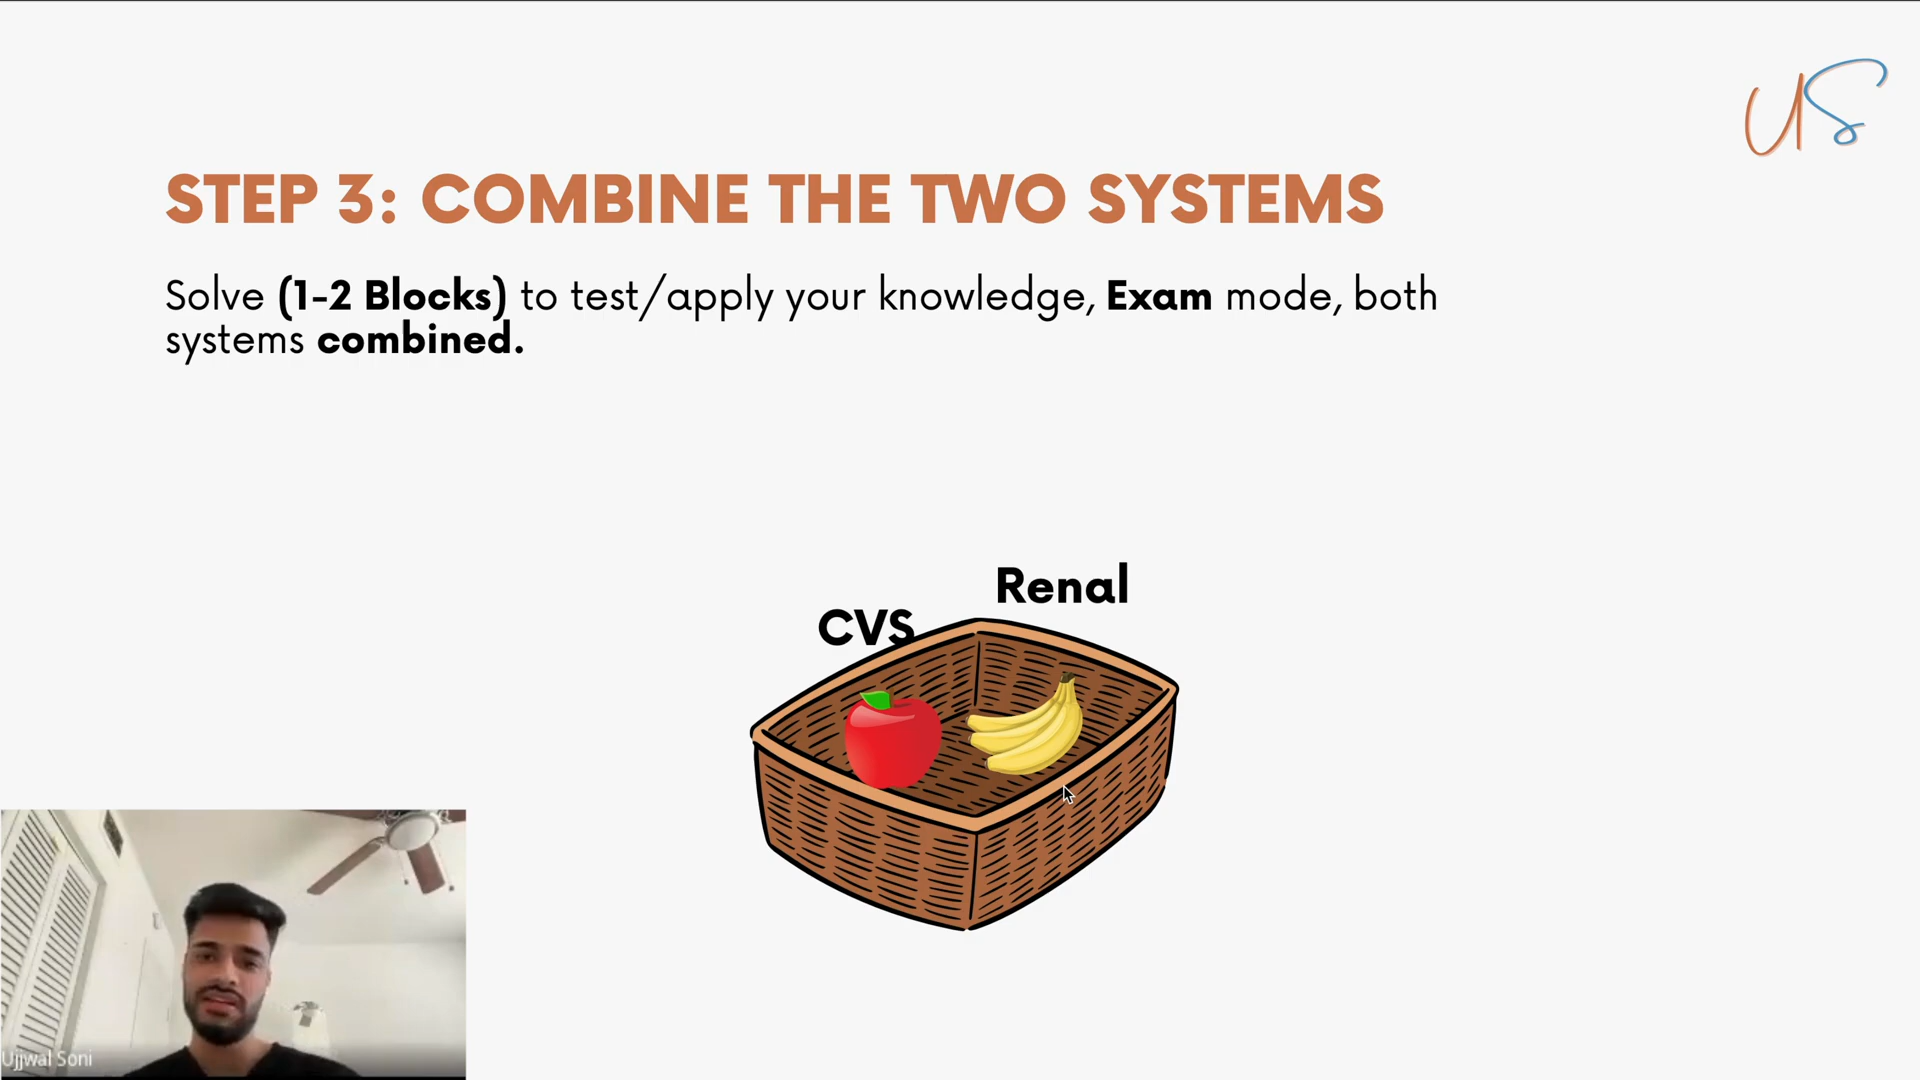 US
STEP 3: COMBINE THE TWO SYSTEMS
Solve (1-2 Blocks) to test/apply your knowledge, Exam mode, both
systems combined.
Renal
CVS
Ujjwal Soni